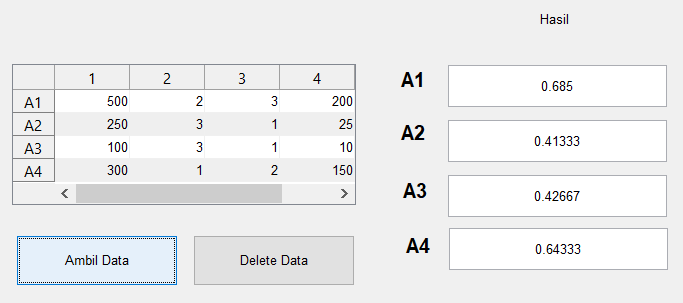 Hasil
1 2 3 4
A1 500 2 3 200
A2 250 3 1 25
A3 100 3 1 10
A4 300 1 2 150
Ambil Data
Delete Data
A1 0.685
A2 0.41333
A3 0.42667
A4 0.64333